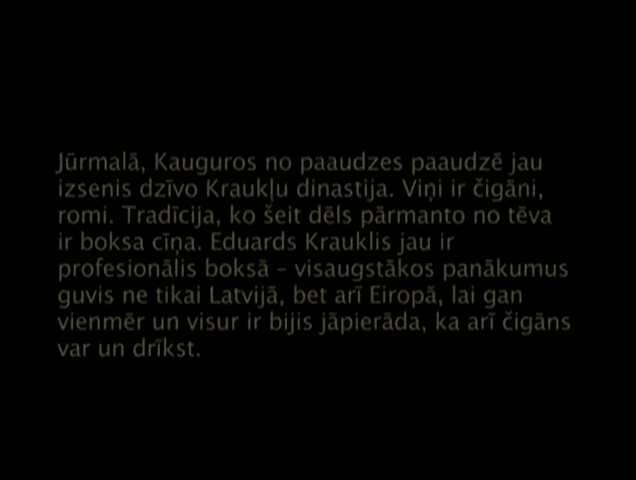 Jūrmalā, Kauguros no paaudzes paaudzē jau
izsenis dzīvo Kraukļu dinastija. Viņi ir čigāni,
romi. Tradīcija, ko šeit dēls pārmanto no tēva
ir boksa cīņa. Eduards Krauklis jau ir
profesionālis boksā – visaugstākos panākumus
guvis ne tikai Latvijā, bet arī Eiropā, lai gan
vienmēr un visur ir bijis jāpierāda, ka arī čigāns
var un drīkst.